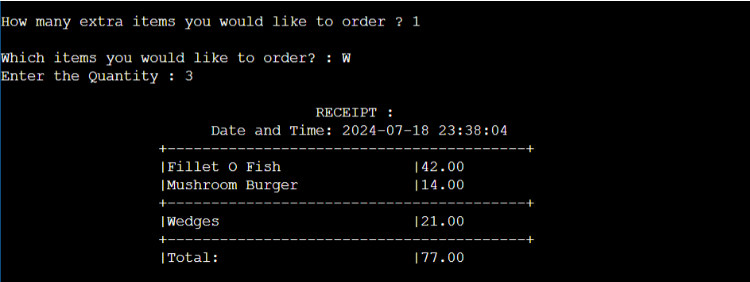 How many extra items you would like to order ? 1
Which items you would like to order? : W
Enter the Quantity : 3
RECEIPT :
Date and Time: 2024-07-18 23:38:04
+-----------------------------------------+
|Fillet O Fish |42.00
|Mushroom Burger |14.00
+-----------------------------------------+
|Wedges |21.00
+-----------------------------------------+
|Total: |77.00